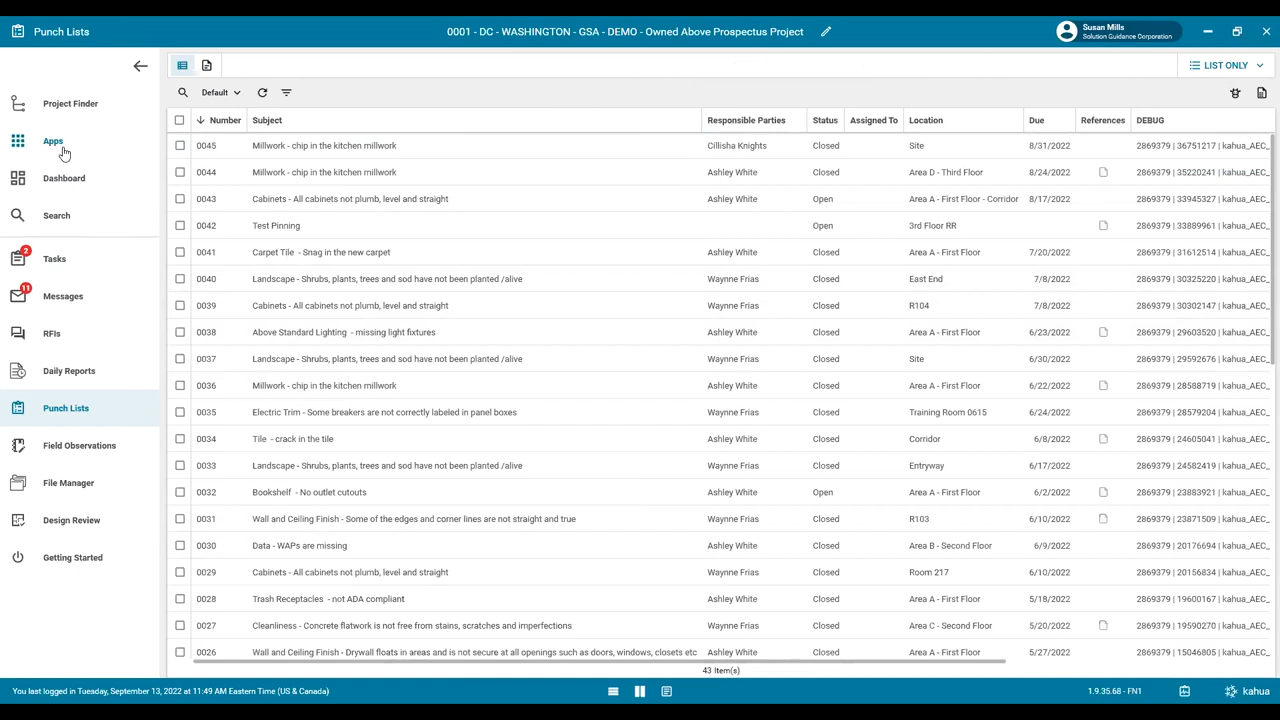 Punch Lists
0001 - DC - WASHINGTON - GSA - DEMO - Owned Above Prospectus Project
Susan Mills
Solution Guidance Corporation
Project Finder
Apps
Dashboard
Search
2
Tasks
11
Messages
RFIs
Daily Reports
Punch Lists
Field Observations
File Manager
Design Review
Getting Started
LIST ONLY
Default
Number Subject Responsible Parties Status Assigned To Location Due References DEBUG
0045 Millwork - chip in the kitchen millwork Cillisha Knights Closed Site 8/31/2022 2869379 | 36751217 | kahua_AEC_
0044 Millwork - chip in the kitchen millwork Ashley White Closed Area D - Third Floor 8/24/2022 2869379 | 35220241 | kahua_AEC_
0043 Cabinets - All cabinets not plumb, level and straight Ashley White Open Area A - First Floor - Corridor 8/17/2022 2869379 | 33945327 | kahua_AEC_
0042 Test Pinning Open 3rd Floor RR 2869379 | 33889961 | kahua_AEC_
0041 Carpet Tile - Snag in the new carpet Ashley White Closed Area A - First Floor 7/20/2022 2869379 | 31612514 | kahua_AEC_
0040 Landscape - Shrubs, plants, trees and sod have not been planted /alive Waynne Frias Closed East End 7/8/2022 2869379 | 30325220 | kahua_AEC_
0039 Cabinets - All cabinets not plumb, level and straight Waynne Frias Closed R104 7/8/2022 2869379 | 30302147 | kahua_AEC_
0038 Above Standard Lighting - missing light fixtures Ashley White Closed Area A - First Floor 6/23/2022 2869379 | 29603520 | kahua_AEC_
0037 Landscape - Shrubs, plants, trees and sod have not been planted /alive Waynne Frias Closed Site 6/30/2022 2869379 | 29592676 | kahua_AEC_
0036 Millwork - chip in the kitchen millwork Ashley White Closed Area A - First Floor 6/22/2022 2869379 | 28588719 | kahua_AEC_
0035 Electric Trim - Some breakers are not correctly labeled in panel boxes Waynne Frias Closed Training Room 0615 6/24/2022 2869379 | 28579204 | kahua_AEC_
0034 Tile - crack in the tile Ashley White Closed Corridor 6/8/2022 2869379 | 24605041 | kahua_AEC_
0033 Landscape - Shrubs, plants, trees and sod have not been planted /alive Waynne Frias Closed Entryway 6/17/2022 2869379 | 24582419 | kahua_AEC_
0032 Bookshelf - No outlet cutouts Ashley White Open Area A - First Floor 6/2/2022 2869379 | 23883921 | kahua_AEC_
0031 Wall and Ceiling Finish - Some of the edges and corner lines are not straight and true Waynne Frias Closed R103 6/10/2022 2869379 | 23871509 | kahua_AEC_
0030 Data - WAPs are missing Ashley White Closed Area B - Second Floor 6/9/2022 2869379 | 20176694 | kahua_AEC_
0029 Cabinets - All cabinets not plumb, level and straight Waynne Frias Closed Room 217 6/10/2022 2869379 | 20156834 | kahua_AEC_
0028 Trash Receptacles - not ADA compliant Ashley White Closed Area A - First Floor 5/18/2022 2869379 | 19600167 | kahua_AEC_
0027 Cleanliness - Concrete flatwork is not free from stains, scratches and imperfections Waynne Frias Closed Area C - Second Floor 5/20/2022 2869379 | 19590270 | kahua_AEC_
0026 Wall and Ceiling Finish - Drywall floats in areas and is not secure at all openings such as doors, windows, closets etc Ashley White Closed Area A - First Floor 5/27/2022 2869379 | 15046805 | kahua_AEC_
43 Item(s)
You last logged in Tuesday, September 13, 2022 at 11:49 AM Eastern Time (US & Canada)
1.9.35.68 - FN1
kahua